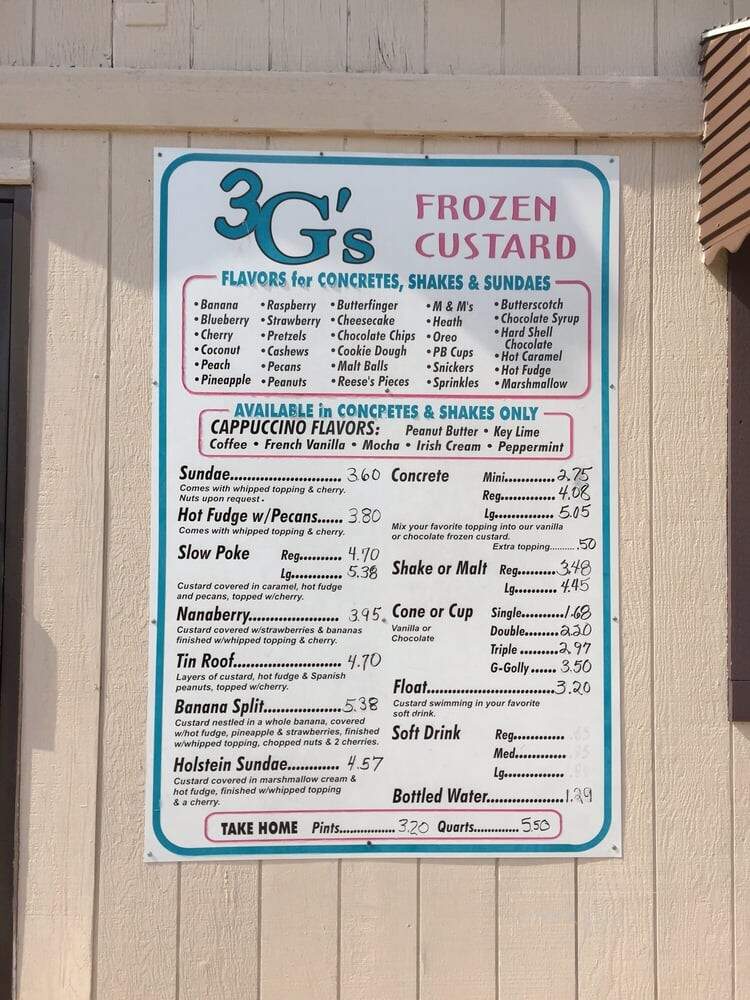 3G's
FROZEN
CUSTARD
FLAVORS for CONCRETES, SHAKES & SUNDAES
• Banana
• Blueberry
• Cherry
• Coconut
• Peach
• Pineapple
• Raspberry
• Strawberry
• Pretzels
• Cashews
• Pecans
• Peanuts
• Butterfinger
• Cheesecake
• Chocolate Chips
• Cookie Dough
• Malt Balls
• Reese's Pieces
• M & M's
• Heath
• Oreo
• PB Cups
• Snickers
• Sprinkles
• Butterscotch
• Chocolate Syrup
• Hard Shell
Chocolate
• Hot Caramel
• Hot Fudge
• Marshmallow
AVAILABLE in CONCPETES & SHAKES ONLY
CAPPUCCINO FLAVORS: Peanut Butter • Key Lime
Coffee • French Vanilla • Mocha • Irish Cream • Peppermint
Sundae............................ 3.60
Comes with whipped topping & cherry.
Nuts upon request.
Hot Fudge w/Pecans...... 3.80
Comes with whipped topping & cherry.
Slow Poke Reg........... 4.70
Lg............. 5.38
Custard covered in caramel, hot fudge
and pecans, topped w/cherry.
Nanaberry....................... 3.95
Custard covered w/strawberries & bananas
finished w/whipped topping & cherry.
Tin Roof........................... 4.70
Layers of custard, hot fudge & Spanish
peanuts, topped w/cherry.
Banana Split...................5.38
Custard nestled in a whole banana, covered
w/hot fudge, pineapple & strawberries, finished
w/whipped topping, chopped nuts & 2 cherries.
Holstein Sundae............. 4.57
Custard covered in marshmallow cream &
hot fudge, finished w/whipped topping
& a cherry.
Concrete Mini.............2.75
Reg.............. 4.08
Lg................ 5.05
Mix your favorite topping into our vanilla
or chocolate frozen custard.
Extra topping.......... .50
Shake or Malt Reg...........3.48
Lg............. 4.45
Cone or Cup Single...........1.68
Vanilla or
Chocolate
Double........2.20
Triple ..........2.97
G-Golly ...... 3.50
Float................................3.20
Custard swimming in your favorite
soft drink.
Soft Drink Reg.............
Med.............
Lg...............
Bottled Water...................1.29
TAKE HOME Pints................ 3.20 Quarts............. 5.50